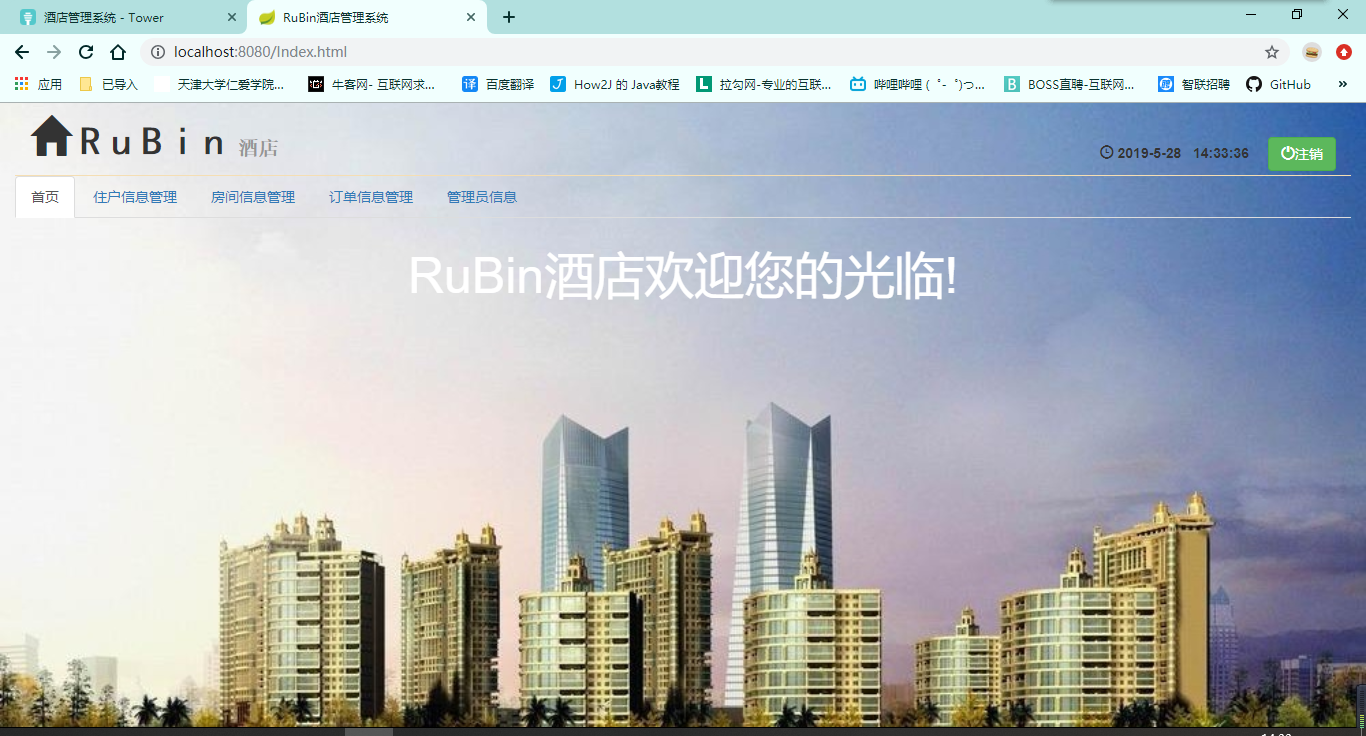 酒店管理系统 - Tower
RuBin酒店管理系统
localhost:8080/Index.html
应用
已导入
天津大学仁爱学院...
牛客网- 互联网求...
译 百度翻译
How2J 的 Java教程
L 拉勾网-专业的互联...
哔哩哔哩 ( ゜- ゜)つ...
B BOSS直聘-互联网...
智联招聘
GitHub
»
RuBin 酒店
2019-5-28 14:33:36
注销
首页
住户信息管理
房间信息管理
订单信息管理
管理员信息
RuBin酒店欢迎您的光临!